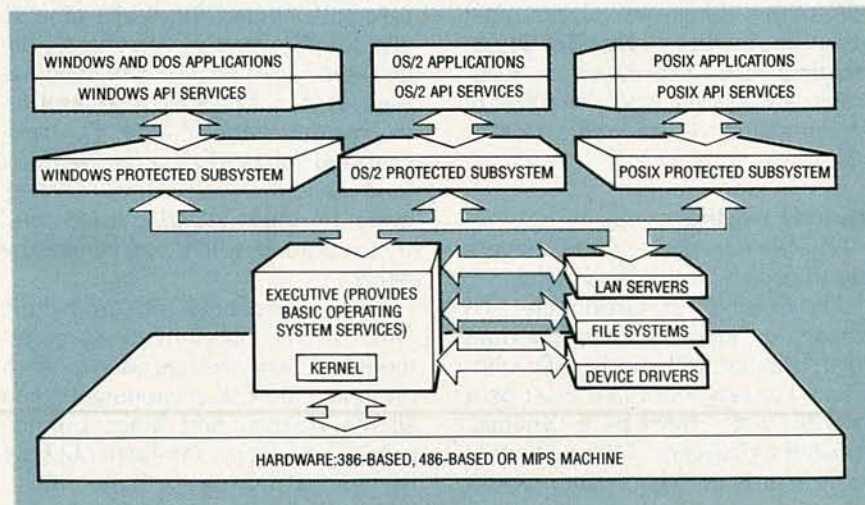 WINDOWS AND DOS APPLICATIONS
WINDOWS API SERVICES
OS/2 APPLICATIONS
OS/2 API SERVICES
POSIX APPLICATIONS
POSIX API SERVICES
WINDOWS PROTECTED SUBSYSTEM
OS/2 PROTECTED SUBSYSTEM
POSIX PROTECTED SUBSYSTEM
EXECUTIVE (PROVIDES
BASIC OPERATING
SYSTEM SERVICES)
KERNEL
LAN SERVERS
FILE SYSTEMS
DEVICE DRIVERS
HARDWARE:386-BASED, 486-BASED OR MIPS MACHINE